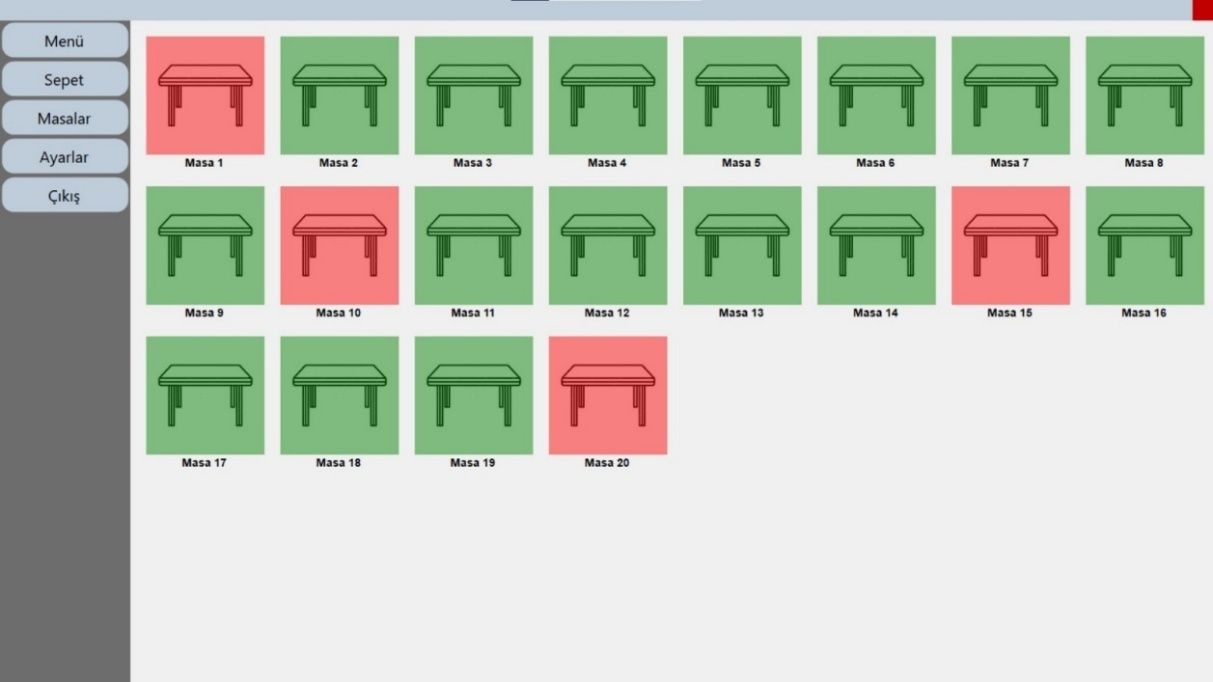 Menü
Sepet
Masalar
Ayarlar
Çıkış
Masa 1
Masa 2
Masa 3
Masa 4
Masa 5
Masa 6
Masa 7
Masa 8
Masa 9
Masa 10
Masa 11
Masa 12
Masa 13
Masa 14
Masa 15
Masa 16
Masa 17
Masa 18
Masa 19
Masa 20